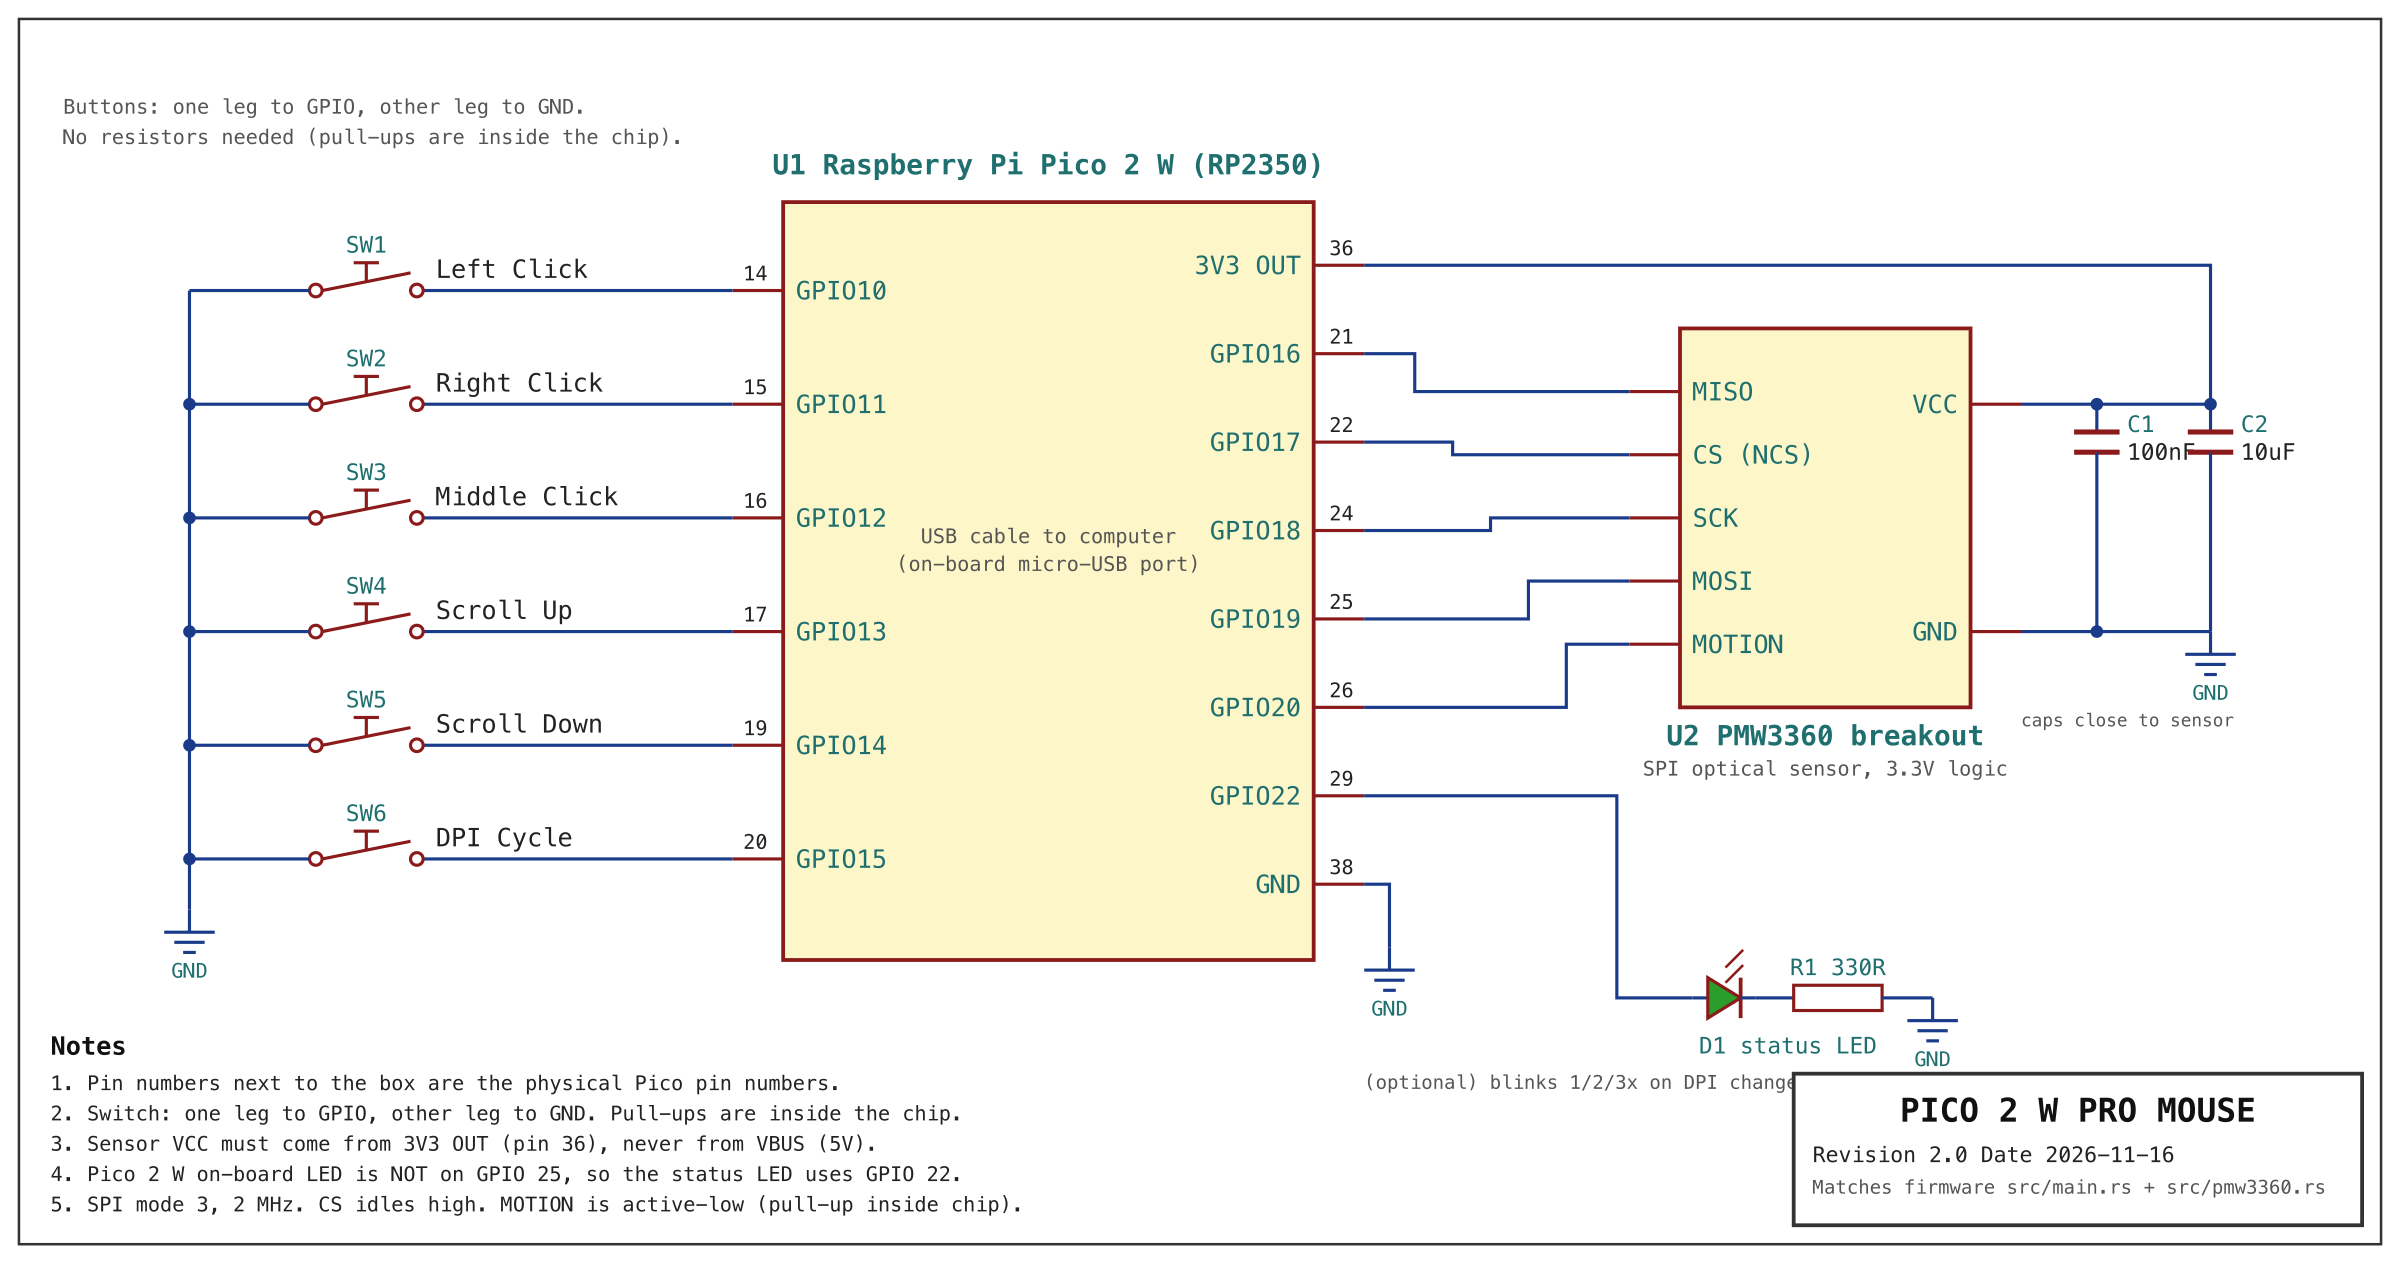 Buttons: one leg to GPIO, other leg to GND.
No resistors needed (pull-ups are inside the chip).
U1 Raspberry Pi Pico 2 W (RP2350)
SW1
Left Click
14
GPIO10
SW2
Right Click
15
GPIO11
SW3
Middle Click
16
GPIO12
SW4
Scroll Up
17
GPIO13
SW5
Scroll Down
19
GPIO14
SW6
DPI Cycle
20
GPIO15
GND
USB cable to computer
(on-board micro-USB port)
3V3 OUT
36
GPIO16
21
GPIO17
22
GPIO18
24
GPIO19
25
GPIO20
26
GPIO22
29
GND
38
GND
MISO
CS (NCS)
SCK
MOSI
MOTION
VCC
GND
U2 PMW3360 breakout
SPI optical sensor, 3.3V logic
C1
100nF
C2
10uF
GND
caps close to sensor
R1 330R
D1 status LED
GND
(optional) blinks 1/2/3x on DPI change
Notes
1. Pin numbers next to the box are the physical Pico pin numbers.
2. Switch: one leg to GPIO, other leg to GND. Pull-ups are inside the chip.
3. Sensor VCC must come from 3V3 OUT (pin 36), never from VBUS (5V).
4. Pico 2 W on-board LED is NOT on GPIO 25, so the status LED uses GPIO 22.
5. SPI mode 3, 2 MHz. CS idles high. MOTION is active-low (pull-up inside chip).
PICO 2 W PRO MOUSE
Revision 2.0 Date 2026-11-16
Matches firmware src/main.rs + src/pmw3360.rs